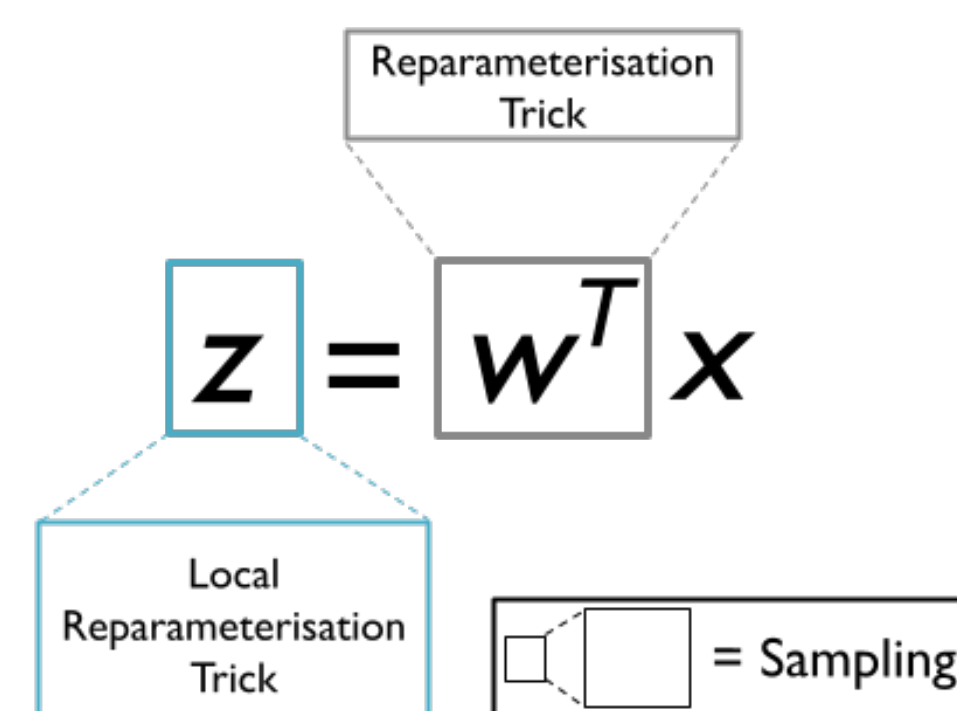 Reparameterisation
Trick
z = w^T x
Local
Reparameterisation
Trick
= Sampling